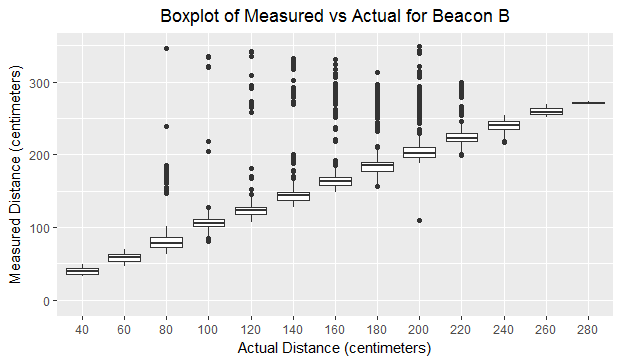 Boxplot of Measured vs Actual for Beacon B
Measured Distance (centimeters)
300
200
100
0
40 60 80 100 120 140 160 180 200 220 240 260 280
Actual Distance (centimeters)